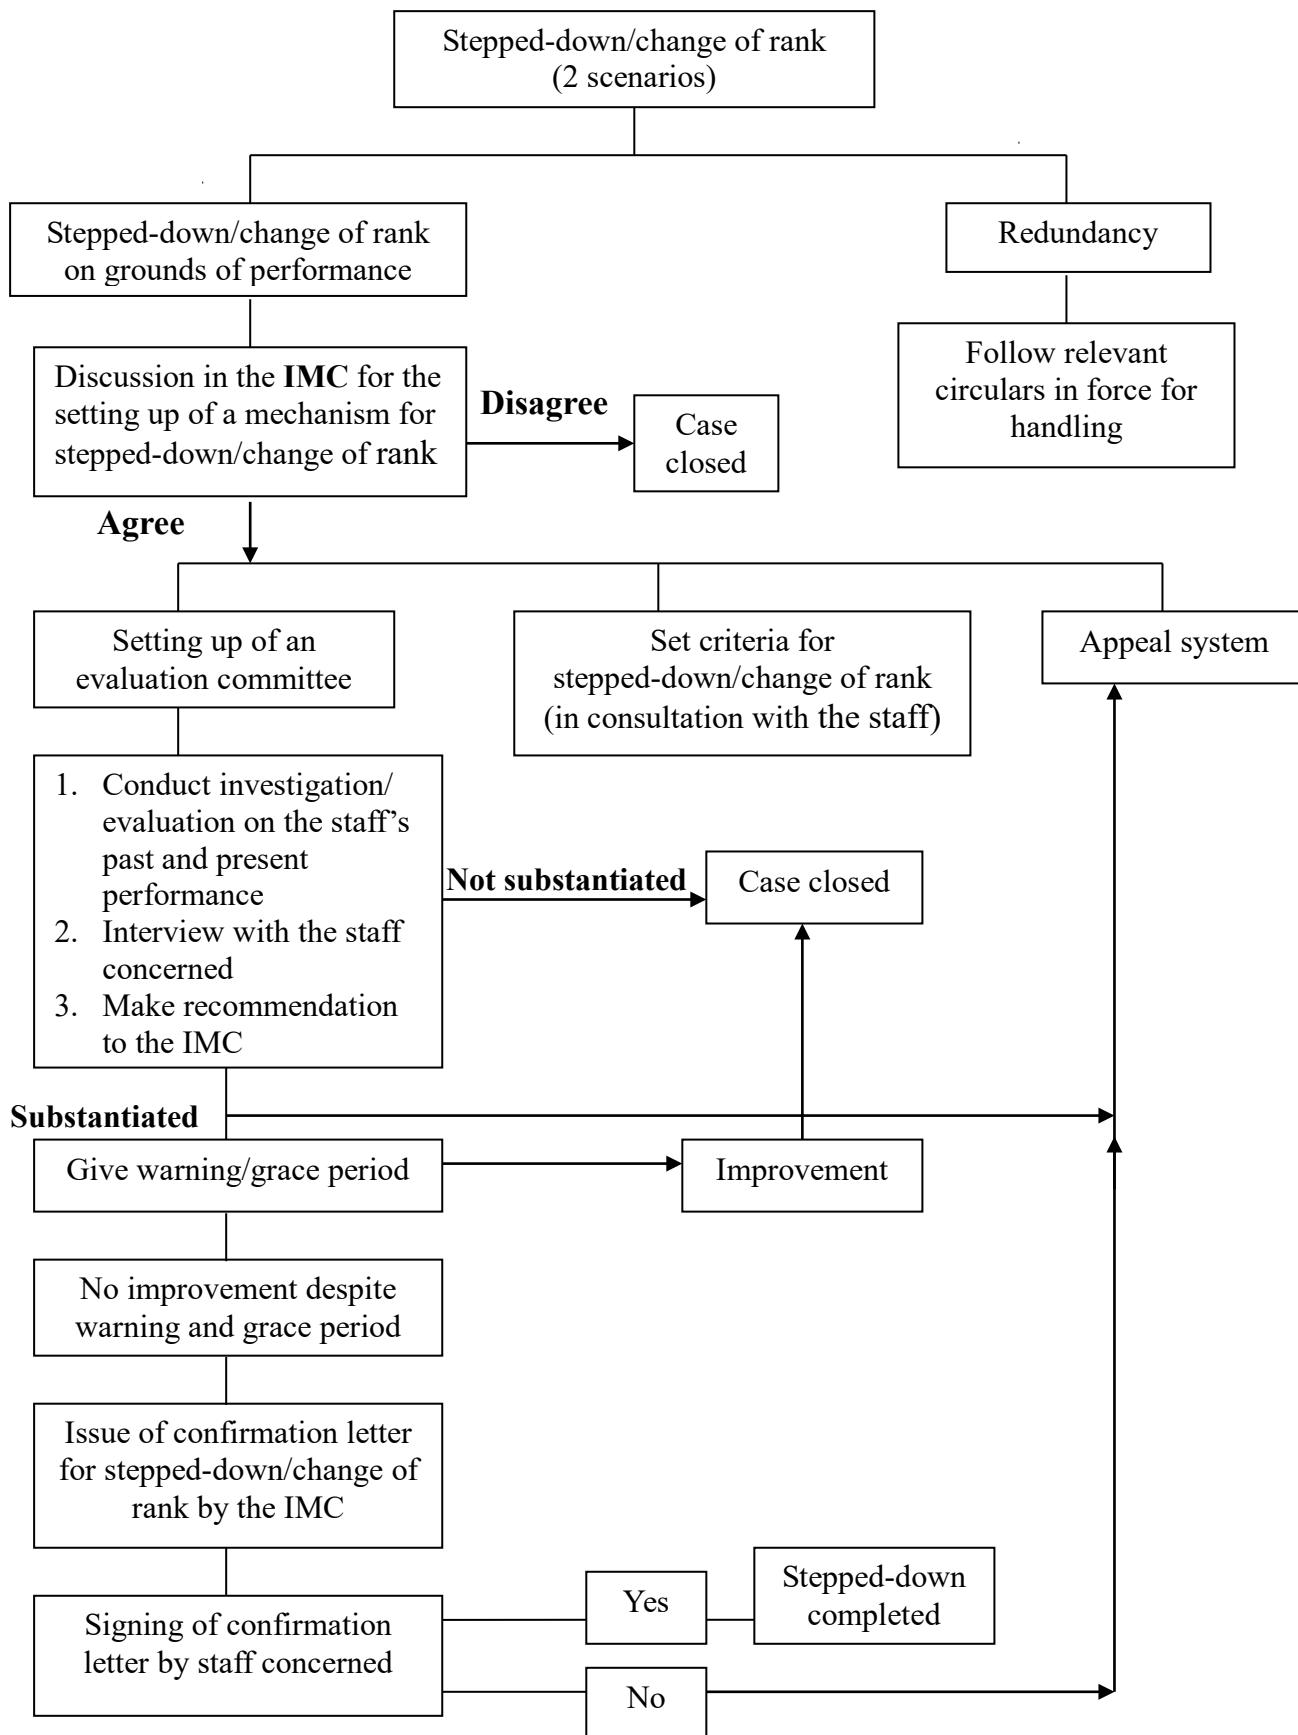 Stepped-down/change of rank
(2 scenarios)
Stepped-down/change of rank
on grounds of performance
Redundancy
Discussion in the IMC for the
setting up of a mechanism for
stepped-down/change of rank
Disagree
Case
closed
Follow relevant
circulars in force for
handling
Agree
Setting up of an
evaluation committee
Set criteria for
stepped-down/change of rank
(in consultation with the staff)
Appeal system
1. Conduct investigation/
evaluation on the staff’s
past and present
performance
2. Interview with the staff
concerned
3. Make recommendation
to the IMC
Not substantiated
Case closed
Substantiated
Give warning/grace period
Improvement
No improvement despite
warning and grace period
Issue of confirmation letter
for stepped-down/change of
rank by the IMC
Signing of confirmation
letter by staff concerned
Yes
Stepped-down
completed
No